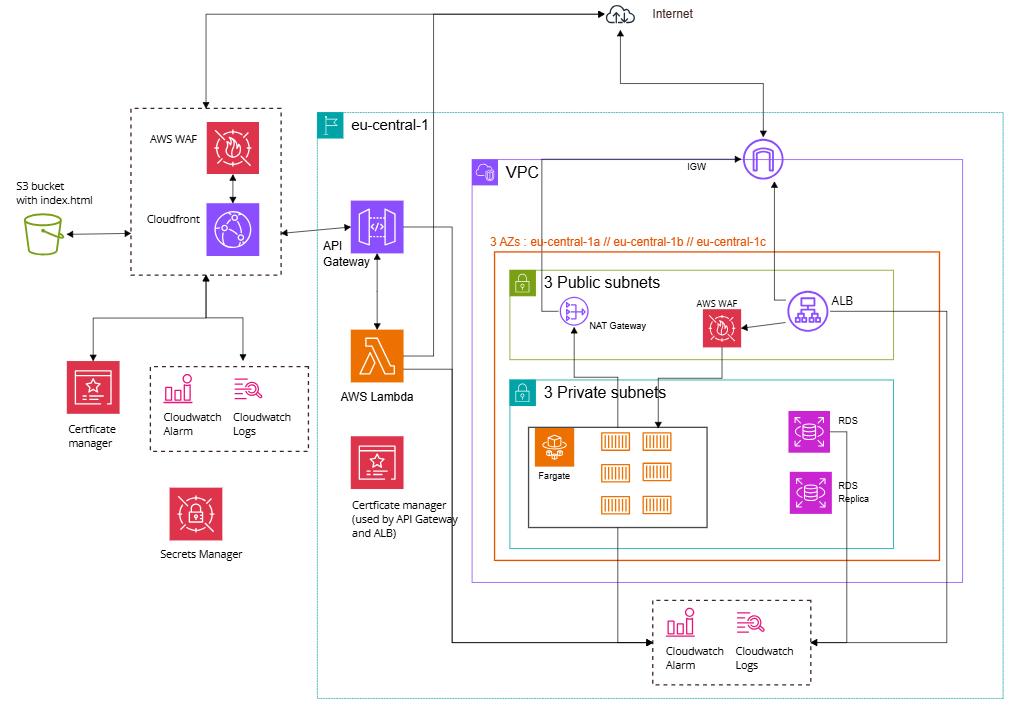 Internet
AWS WAF
eu-central-1
S3 bucket
with index.html
Cloudfront
API
Gateway
IGW
VPC
3 AZs : eu-central-1a // eu-central-1b // eu-central-1c
3 Public subnets
NAT Gateway
AWS WAF
ALB
AWS Lambda
3 Private subnets
Fargate
RDS
RDS
Replica
Certficate
manager
Cloudwatch
Alarm
Cloudwatch
Logs
Certficate manager
(used by API Gateway
and ALB)
Secrets Manager
Cloudwatch
Alarm
Cloudwatch
Logs